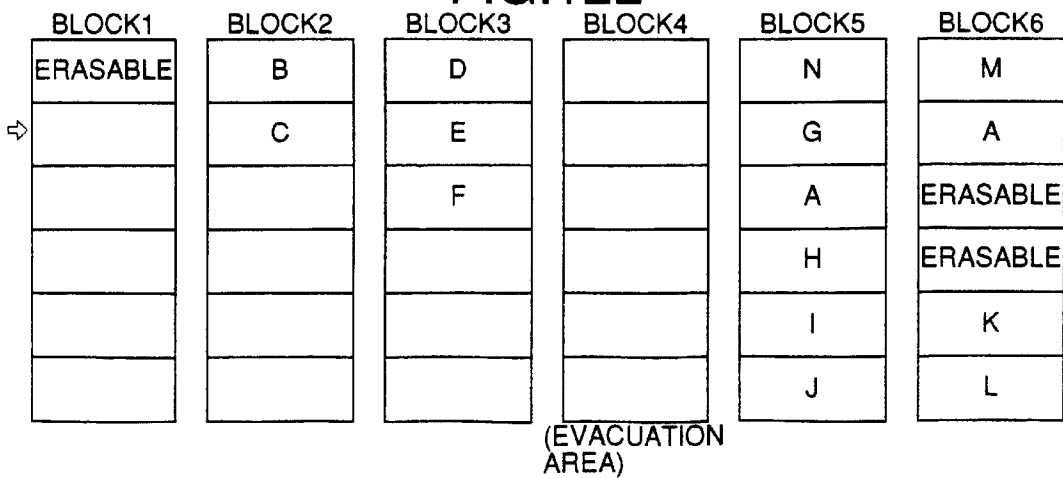 BLOCK1 BLOCK2 BLOCK3 BLOCK4 BLOCK5 BLOCK6
ERASABLE B D N M
C E G A
F A ERASABLE
H ERASABLE
I K
J L
(EVACUATION
AREA)